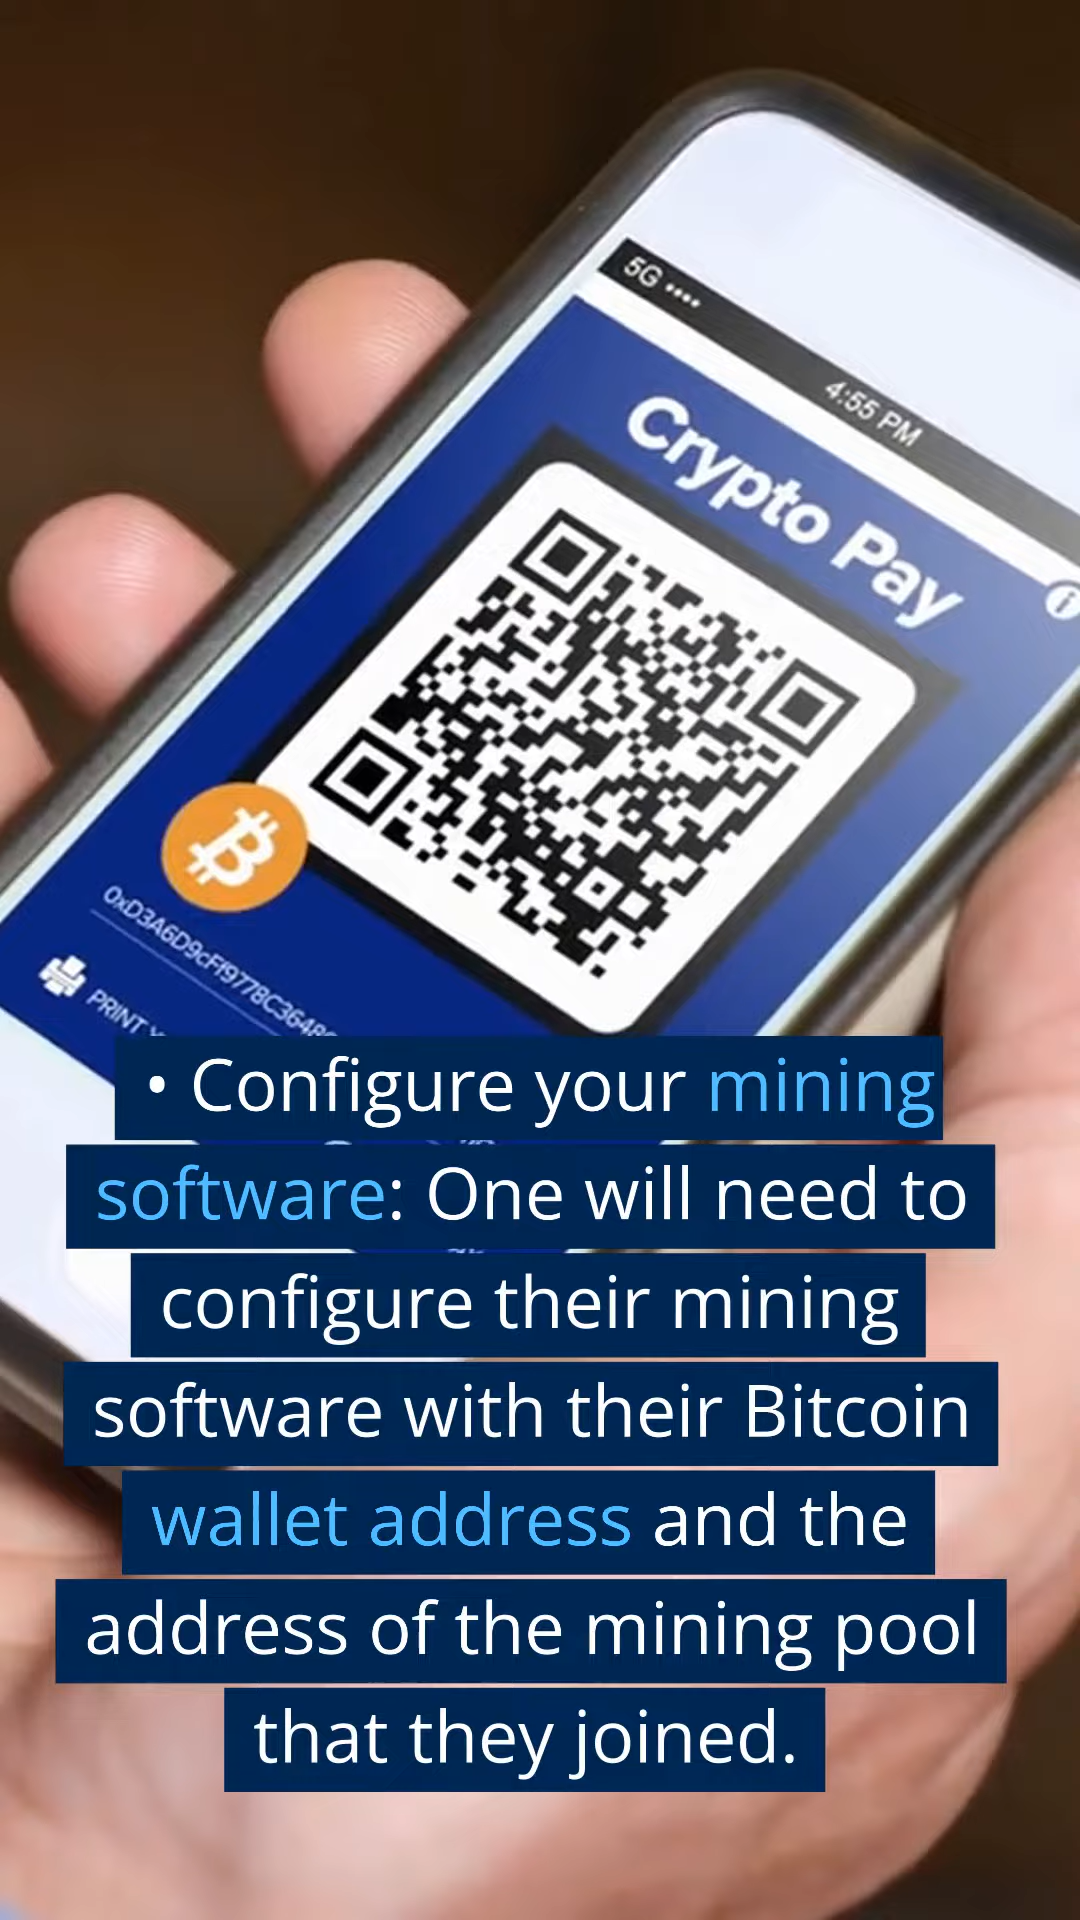 5G
4:55 PM
Crypto Pay
PRINT
• Configure your mining
software: One will need to
configure their mining
software with their Bitcoin
wallet address and the
address of the mining pool
that they joined.